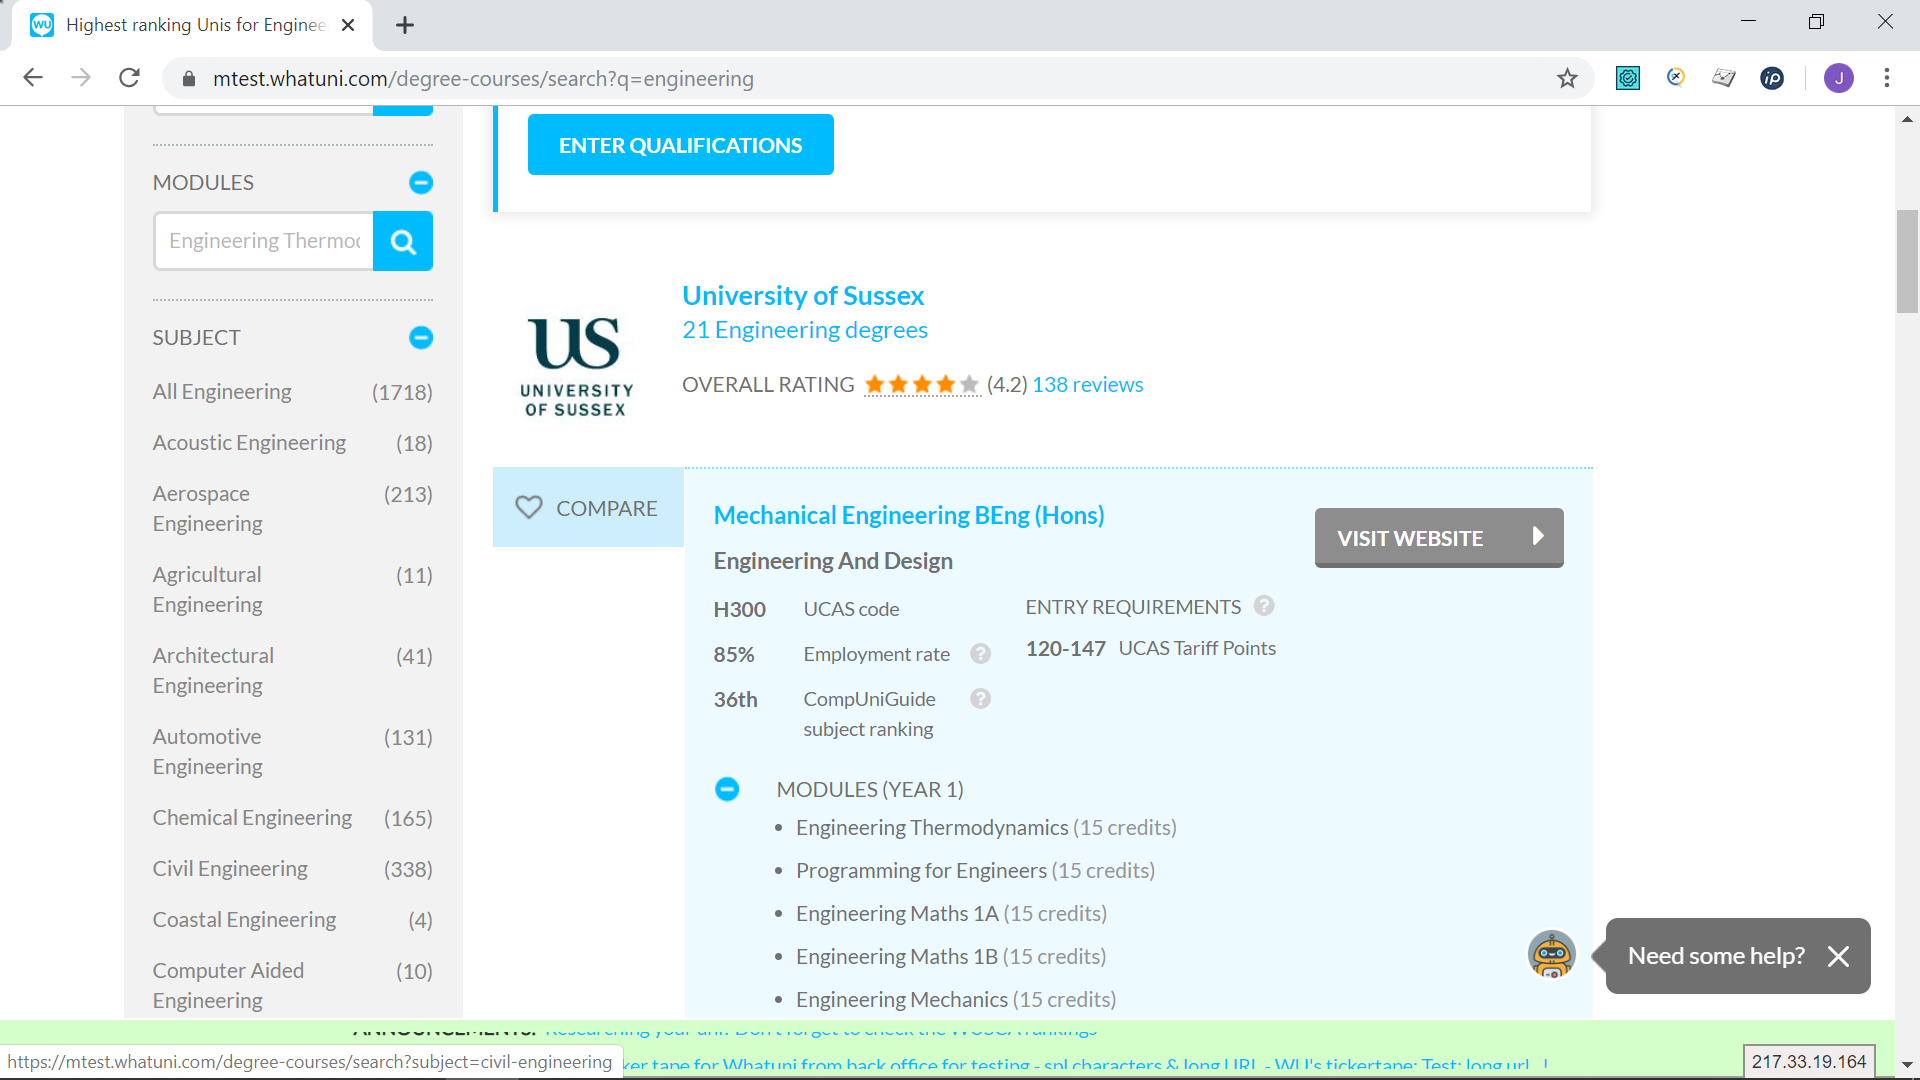 WU Highest ranking Unis for Enginee
mtest.whatuni.com/degree-courses/search?q=engineering
ip
J
ENTER QUALIFICATIONS
MODULES
Engineering Thermo
SUBJECT
All Engineering (1718)
Acoustic Engineering (18)
Aerospace (213)
Engineering
Agricultural (11)
Engineering
Architectural (41)
Engineering
Automotive (131)
Engineering
Chemical Engineering (165)
Civil Engineering (338)
Coastal Engineering (4)
Computer Aided (10)
Engineering
US
UNIVERSITY
OF SUSSEX
University of Sussex
21 Engineering degrees
OVERALL RATING (4.2) 138 reviews
COMPARE
Mechanical Engineering BEng (Hons)
VISIT WEBSITE
Engineering And Design
H300 UCAS code
85% Employment rate ?
36th CompUniGuide ?
subject ranking
ENTRY REQUIREMENTS ?
120-147 UCAS Tariff Points
MODULES (YEAR 1)
• Engineering Thermodynamics (15 credits)
• Programming for Engineers (15 credits)
• Engineering Maths 1A (15 credits)
• Engineering Maths 1B (15 credits)
• Engineering Mechanics (15 credits)
Need some help?
ANNOUNCEMENTS: Researching your uni? Don't forget to check the WUSCA rankings
ker tape for Whatuni from back office for testing - spl characters & long URL - WU's tickertape: Test: long url...!
https://mtest.whatuni.com/degree-courses/search?subject=civil-engineering
217.33.19.164